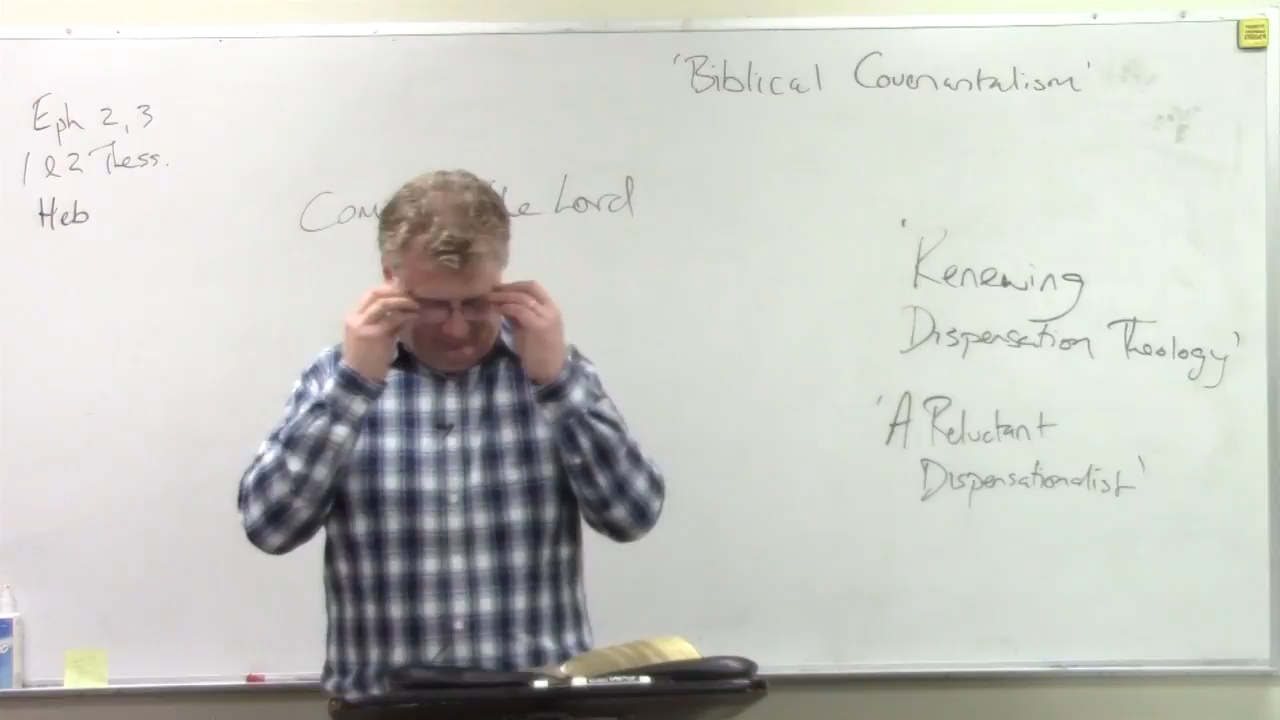 'Biblical Covenantalism'
Eph 2,3
1 & 2 Thess.
Heb
Lord
'Renewing
Dispensation Theology'
'A Reluctant
Dispensationalist'